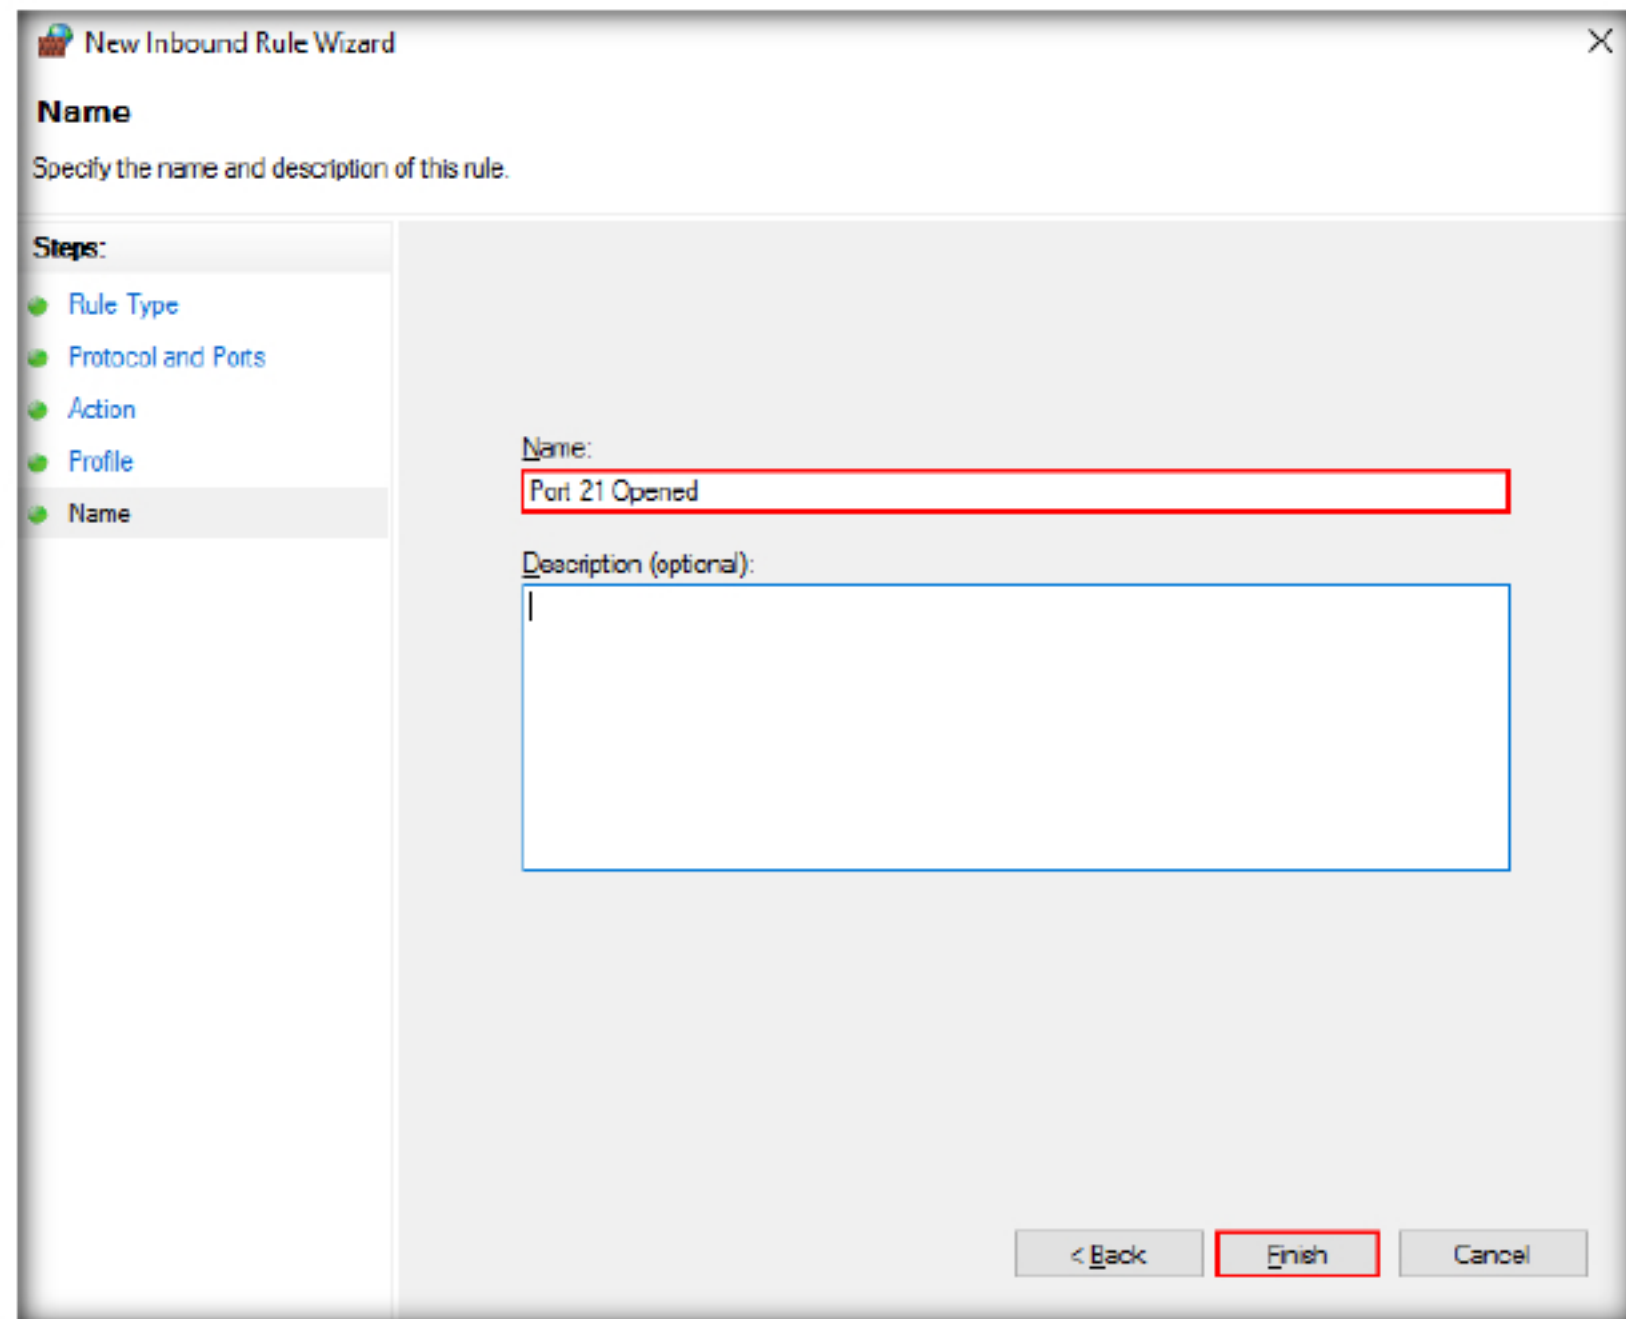 New Inbound Rule Wizard
Name
Specify the name and description of this rule.
Steps:
Rule Type
Protocol and Ports
Action
Profile
Name
Name:
Port 21 Opened
Description (optional):
< Back
Finish
Cancel